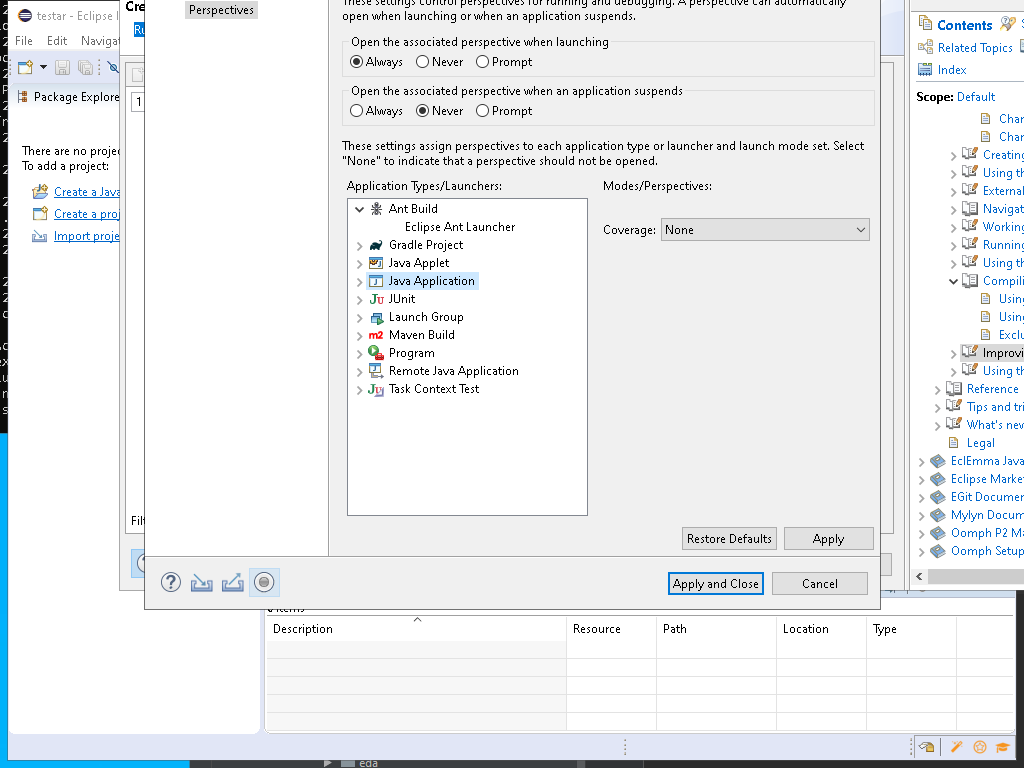 testar - Eclipse I
File Edit Navigat
Package Explore
There are no projec
To add a project:
Create a Java
Create a proj
Import proje
Cre
Ru
1
Filt
Perspectives
These settings control perspectives for running and debugging. A perspective can automatically
open when launching or when an application suspends.
Open the associated perspective when launching
Always Never Prompt
Open the associated perspective when an application suspends
Always Never Prompt
These settings assign perspectives to each application type or launcher and launch mode set. Select
"None" to indicate that a perspective should not be opened.
Application Types/Launchers:
Modes/Perspectives:
Ant Build
Eclipse Ant Launcher
Gradle Project
Java Applet
Java Application
JUnit
Launch Group
Maven Build
Program
Remote Java Application
Task Context Test
Coverage: None
Restore Defaults Apply
Apply and Close Cancel
Contents
Related Topics
Index
Scope: Default
Char
Char
Creating
Using th
External
Navigat
Working
Running
Using th
Compili
Using
Using
Exclu
Improvi
Using th
Reference
Tips and tri
What's new
Legal
EclEmma Java
Eclipse Marke
EGit Documen
Mylyn Docum
Oomph P2 Ma
Oomph Setup
0 items
Description Resource Path Location Type
eda